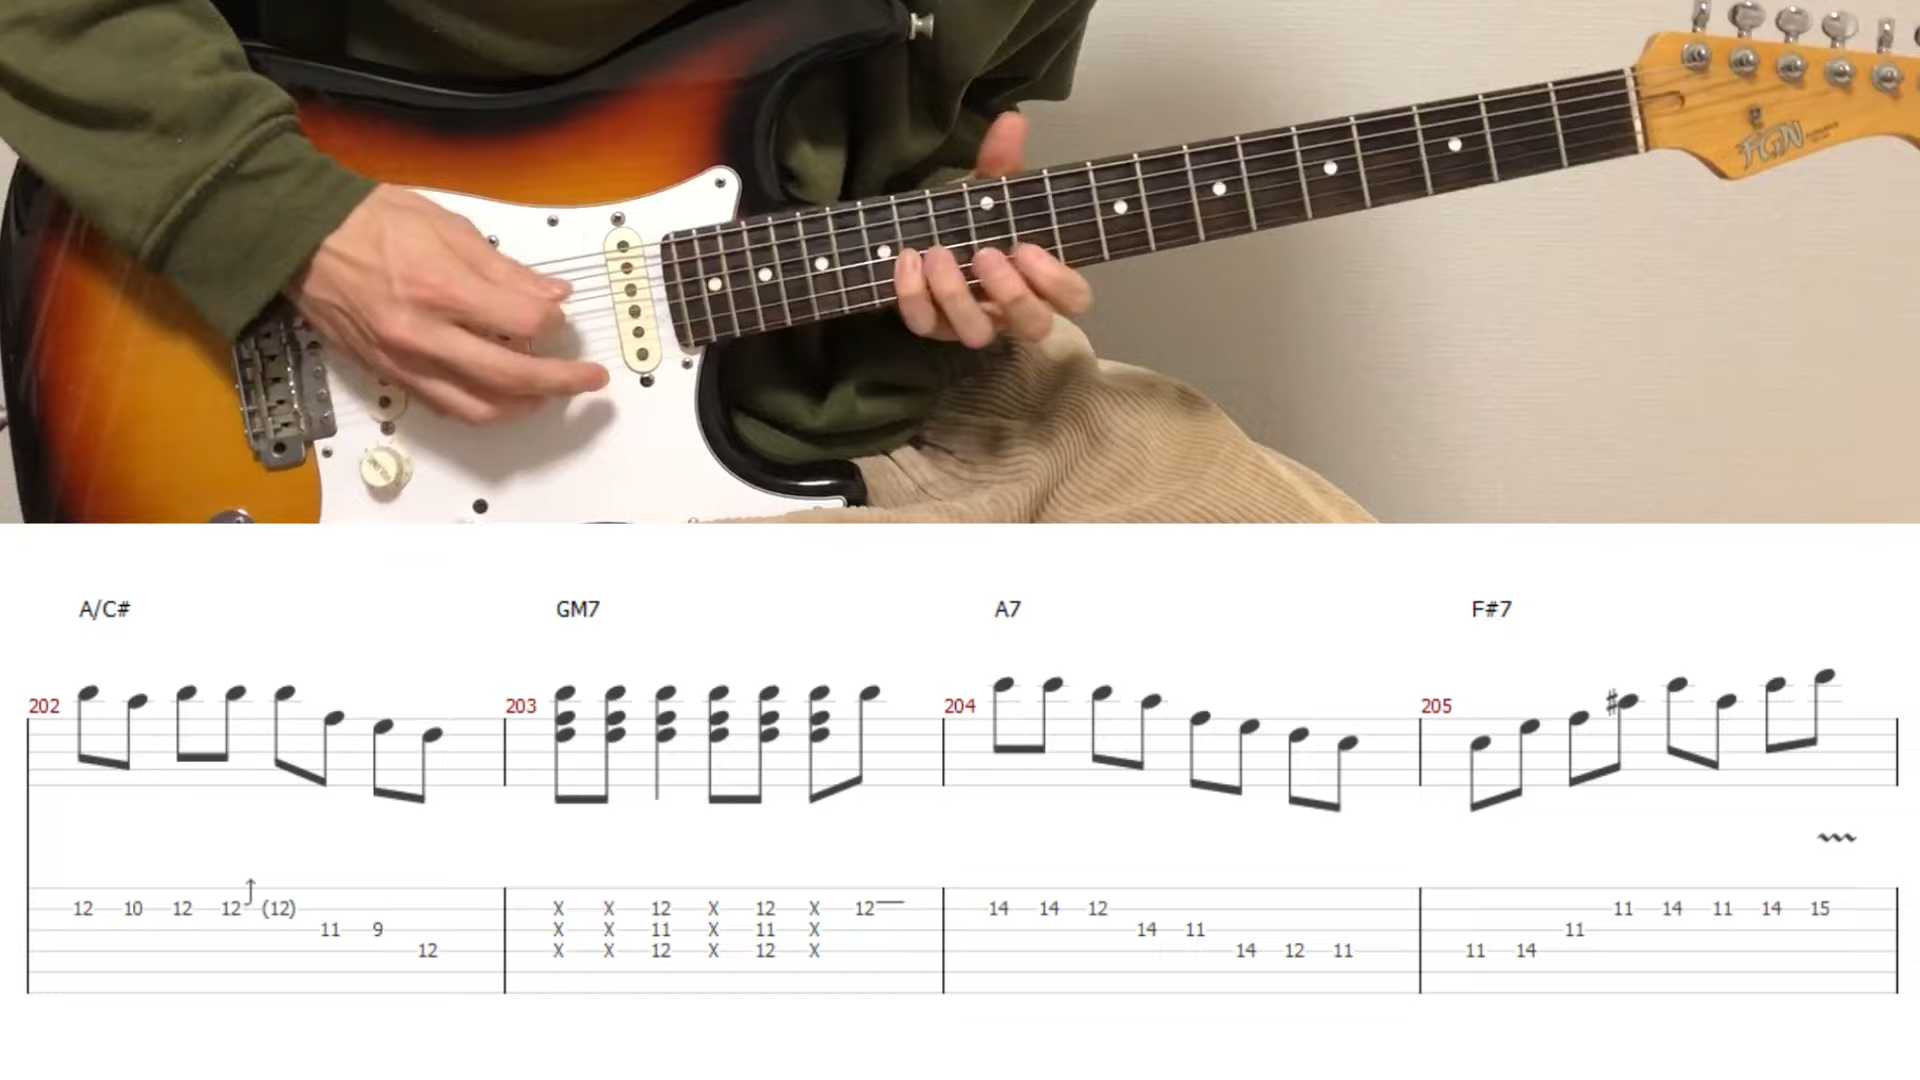 FGN
A/C# GM7 A7 F#7
202 203 204 205
#
12 10 12 12 (12) X X 12 X 12 X 12 14 14 12 11 14 11 14 15
11 9 X X 11 X 11 X 14 11 11
12 X X 12 X 12 X 14 12 11 11 14